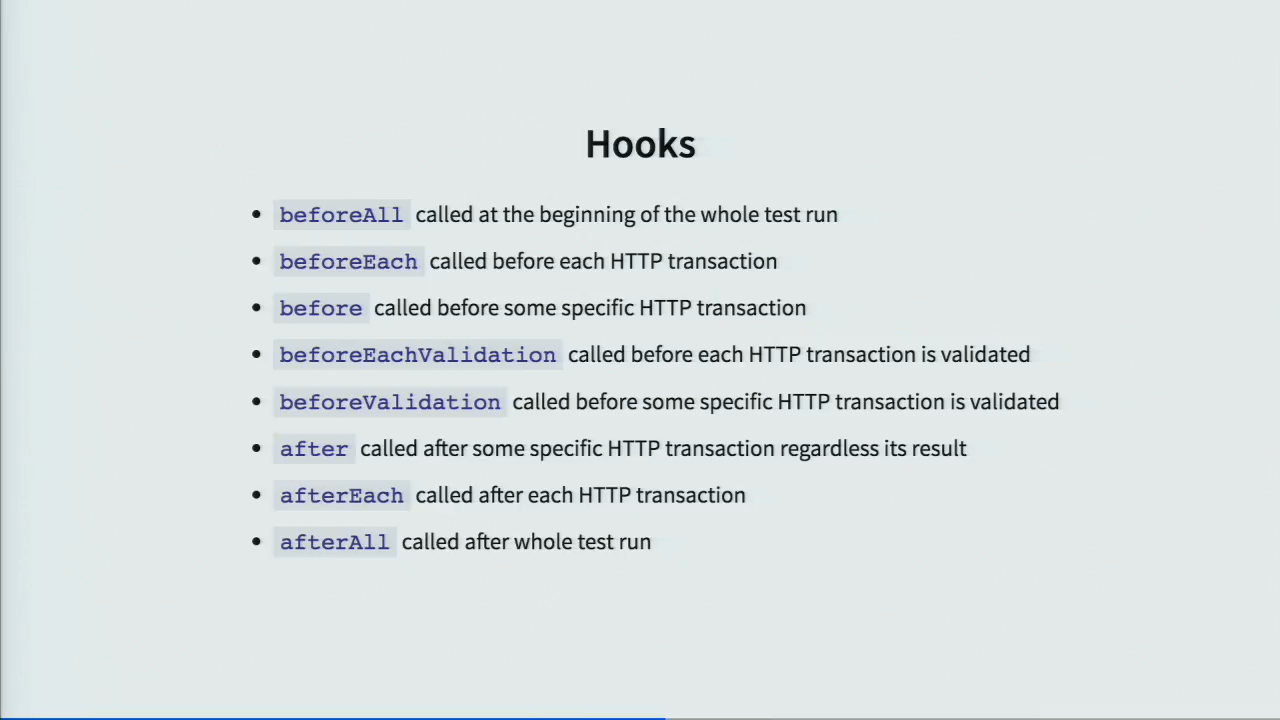 Hooks
beforeAll called at the beginning of the whole test run
beforeEach called before each HTTP transaction
before called before some specific HTTP transaction
beforeEachValidation called before each HTTP transaction is validated
beforeValidation called before some specific HTTP transaction is validated
after called after some specific HTTP transaction regardless its result
afterEach called after each HTTP transaction
afterAll called after whole test run